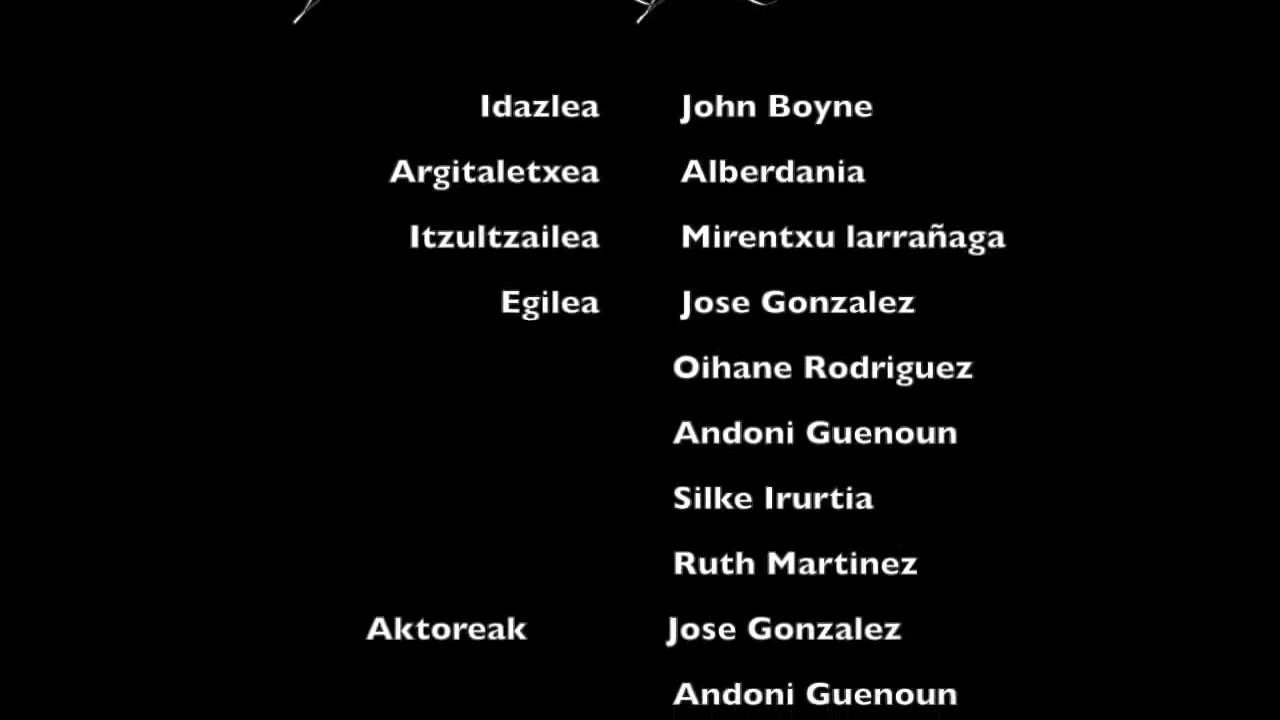 Idazlea John Boyne
Argitaletxea Alberdania
Itzultzailea Mirentxu larrañaga
Egilea Jose Gonzalez
Oihane Rodriguez
Andoni Guenoun
Silke Irurtia
Ruth Martinez
Aktoreak Jose Gonzalez
Andoni Guenoun